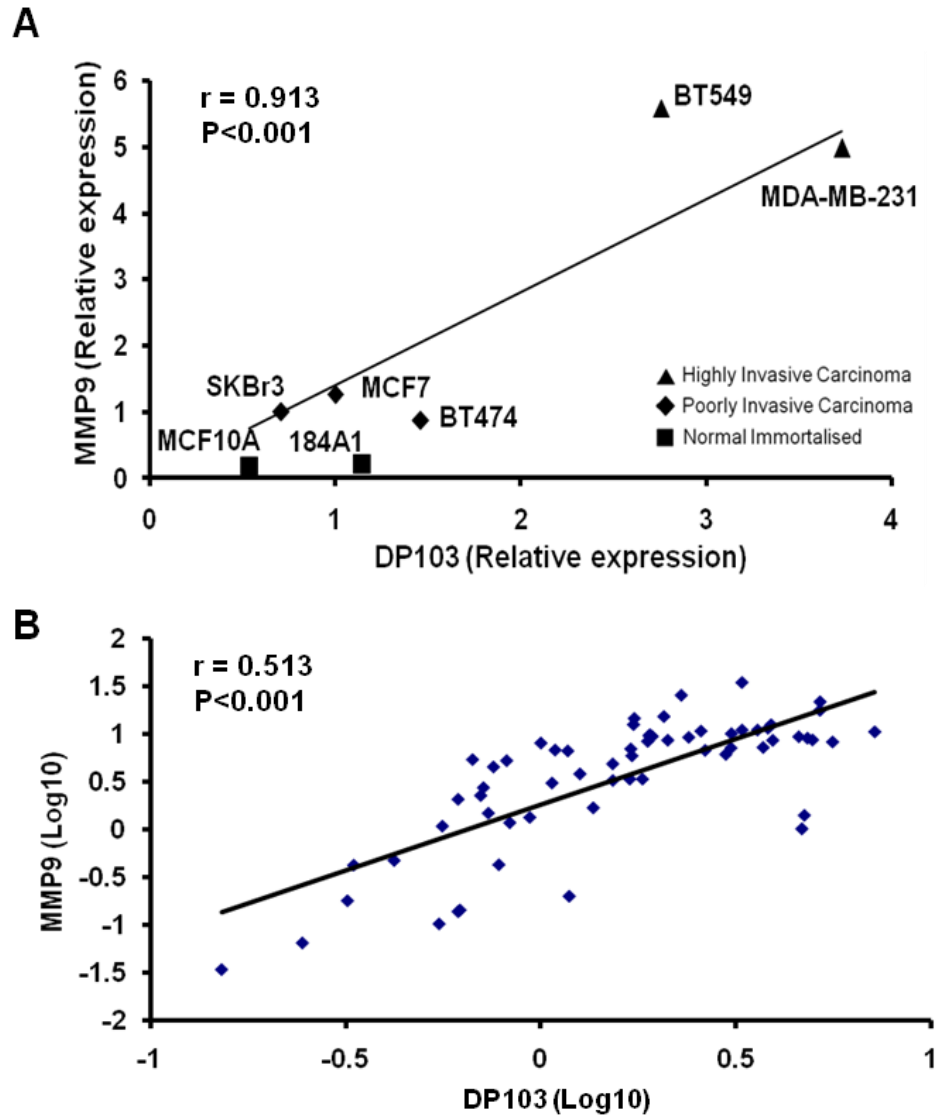 A
MMP9 (Relative expression)
6
5
4
3
2
1
0
r = 0.913
P<0.001
BT549
MDA-MB-231
SKBr3
MCF7
BT474
MCF10A
184A1
Highly Invasive Carcinoma
Poorly Invasive Carcinoma
Normal Immortalised
0 1 2 3 4
DP103 (Relative expression)
B
MMP9 (Log10)
2
1.5
1
0.5
0
-0.5
-1
-1.5
-2
r = 0.513
P<0.001
-1 -0.5 0 0.5 1
DP103 (Log10)